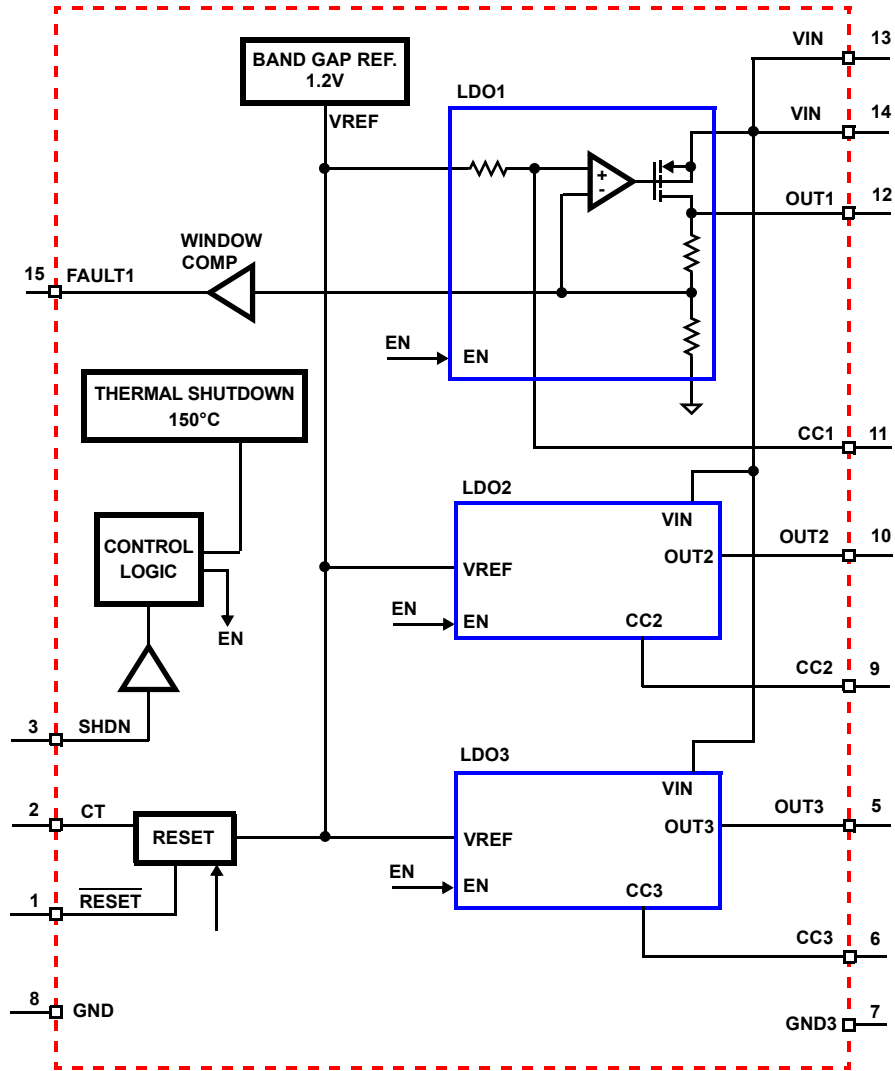 VIN
13
BAND GAP REF.
1.2V
LDO1
VIN
14
VREF
+
-
OUT1
12
WINDOW
COMP
15
FAULT1
EN
EN
THERMAL SHUTDOWN
150°C
CC1
11
LDO2
VIN
CONTROL
LOGIC
OUT2
OUT2
10
VREF
EN
EN
CC2
EN
CC2
9
3
SHDN
LDO3
VIN
2
CT
OUT3
OUT3
5
RESET
VREF
EN
EN
CC3
1
RESET
CC3
6
8
GND
GND3
7